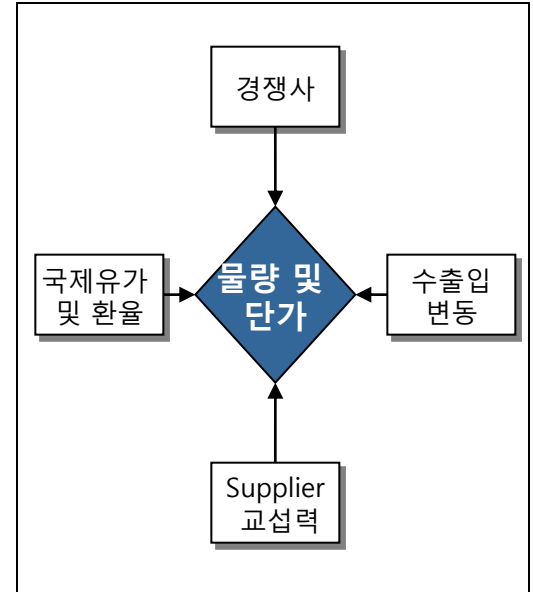 경쟁사
국제유가
및 환율
물량 및
단가
수출입
변동
Supplier
교섭력